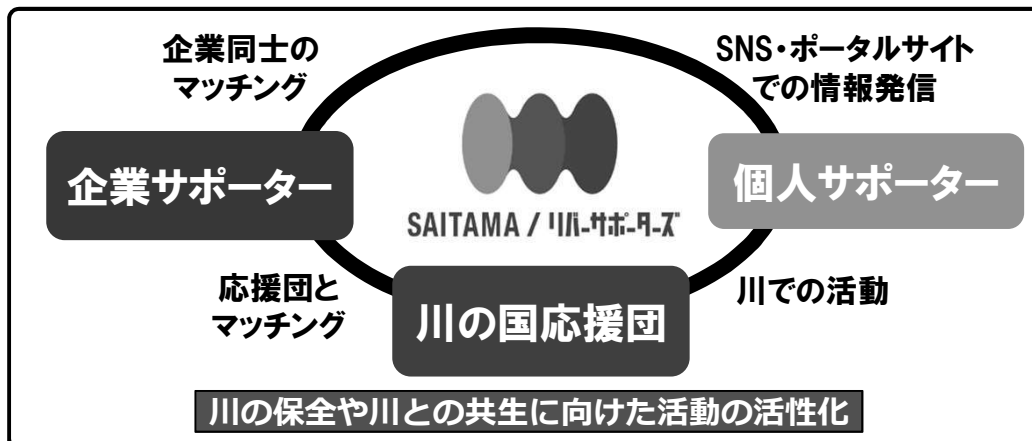 企業同士の
マッチング
SNS・ポータルサイト
での情報発信
企業サポーター
個人サポーター
SAITAMA / リバーサポーターズ
応援団と
マッチング
川の国応援団
川での活動
川の保全や川との共生に向けた活動の活性化